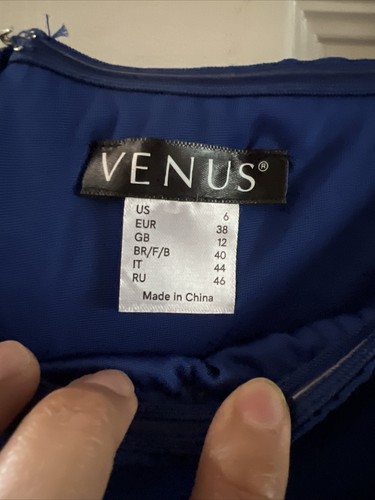 VENUS®
US 6
EUR 38
GB 12
BR/F/B 40
IT 44
RU 46
Made in China